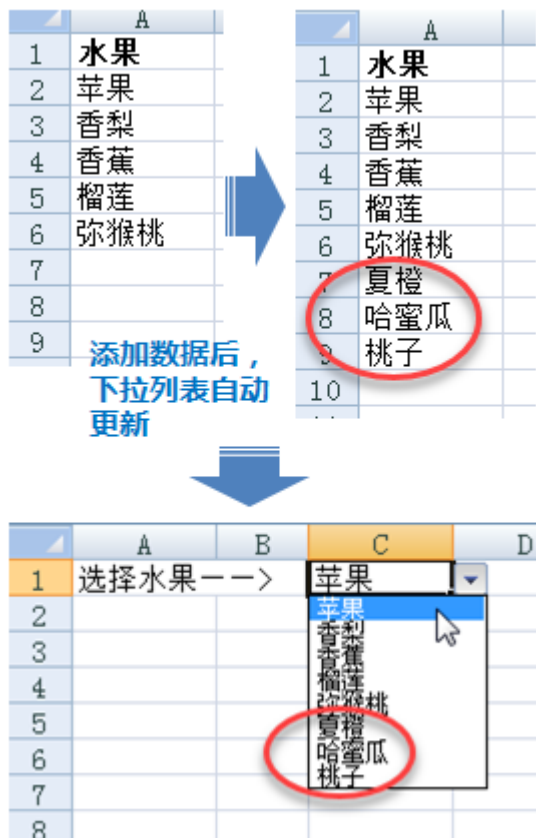 A
1 水果
2 苹果
3 香梨
4 香蕉
5 榴莲
6 弥猴桃
7
8
9
A
1 水果
2 苹果
3 香梨
4 香蕉
5 榴莲
6 弥猴桃
7 夏橙
8 哈蜜瓜
9 桃子
10
添加数据后，
下拉列表自动
更新
A B C D
1 选择水果－－> 苹果
2 苹果
香梨
3 香蕉
4 榴莲
弥猴桃
5 夏橙
6 哈蜜瓜
桃子
7
8